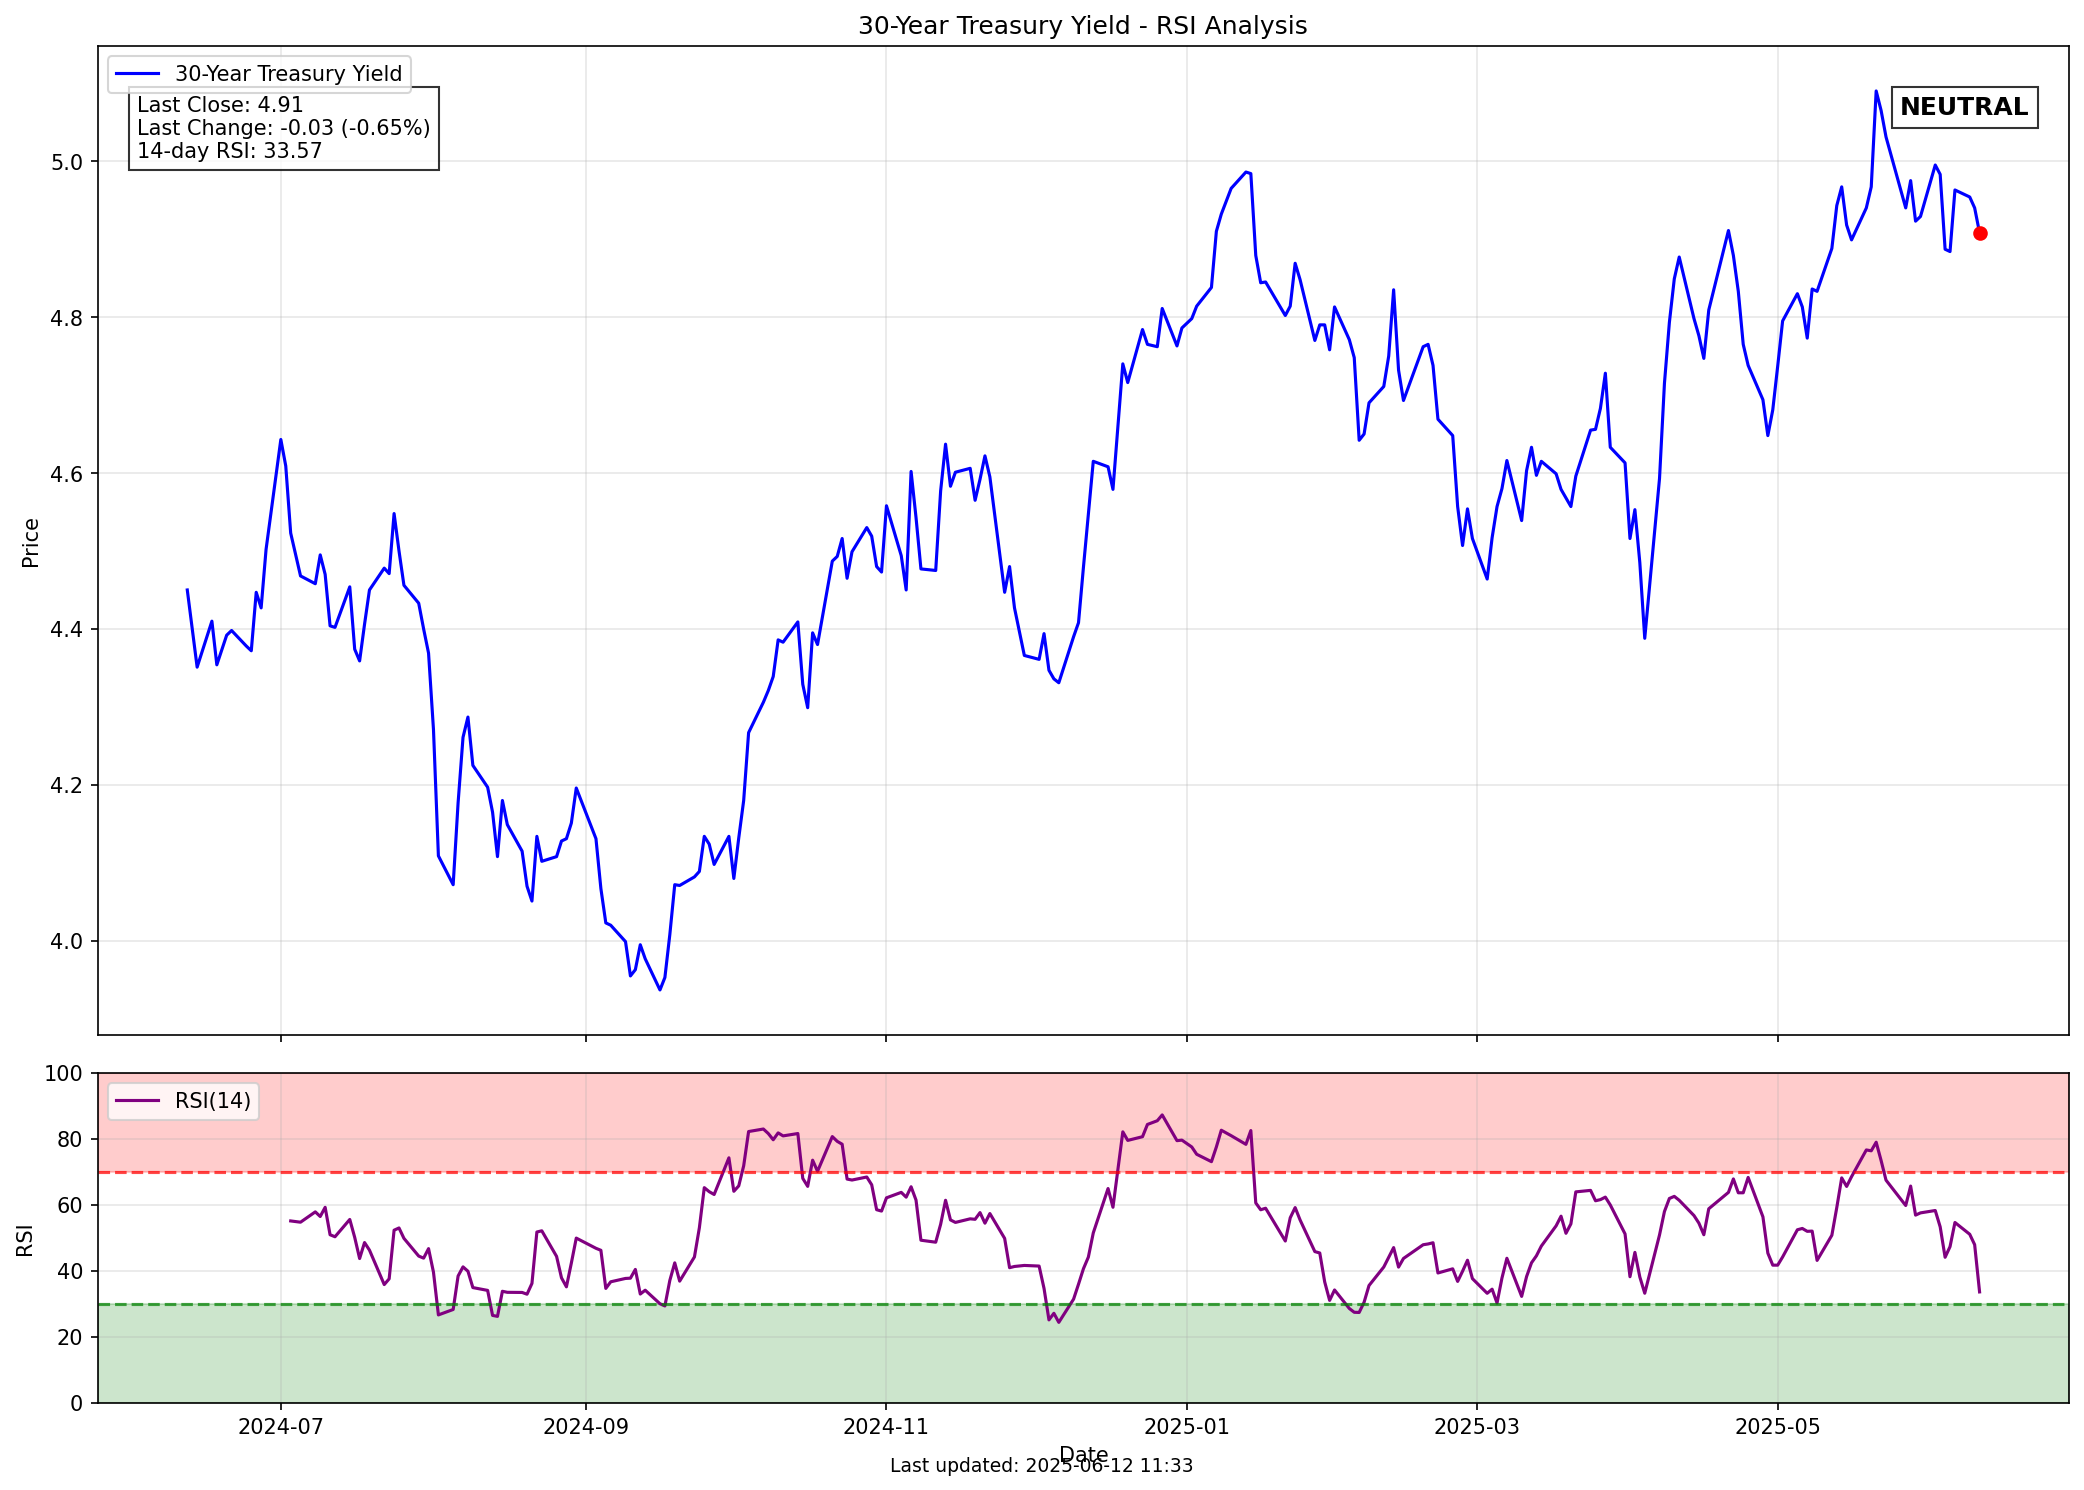 30-Year Treasury Yield - RSI Analysis
30-Year Treasury Yield
Last Close: 4.91
Last Change: -0.03 (-0.65%)
14-day RSI: 33.57
NEUTRAL
Price
5.0
4.8
4.6
4.4
4.2
4.0
RSI(14)
RSI
100
80
60
40
20
0
2024-07
2024-09
2024-11
2025-01
2025-03
2025-05
Date
Last updated: 2025-06-12 11:33